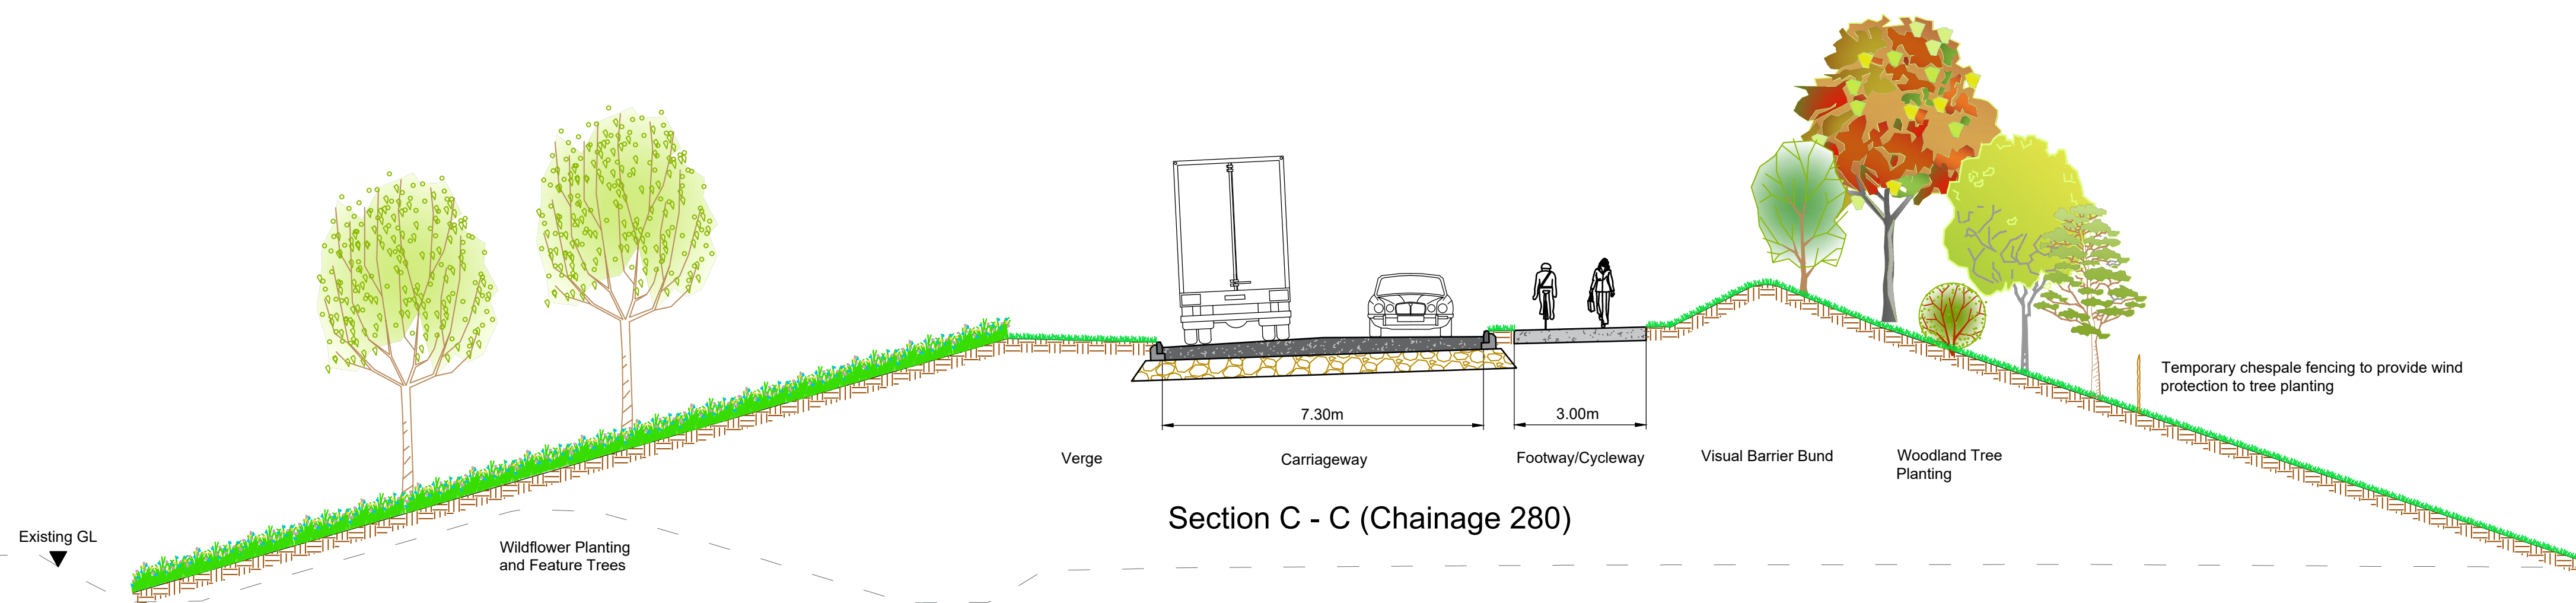 Temporary chespale fencing to provide wind
protection to tree planting
7.30m
3.00m
Verge
Carriageway
Footway/Cycleway
Visual Barrier Bund
Woodland Tree
Planting
Section C - C (Chainage 280)
Existing GL
Wildflower Planting
and Feature Trees